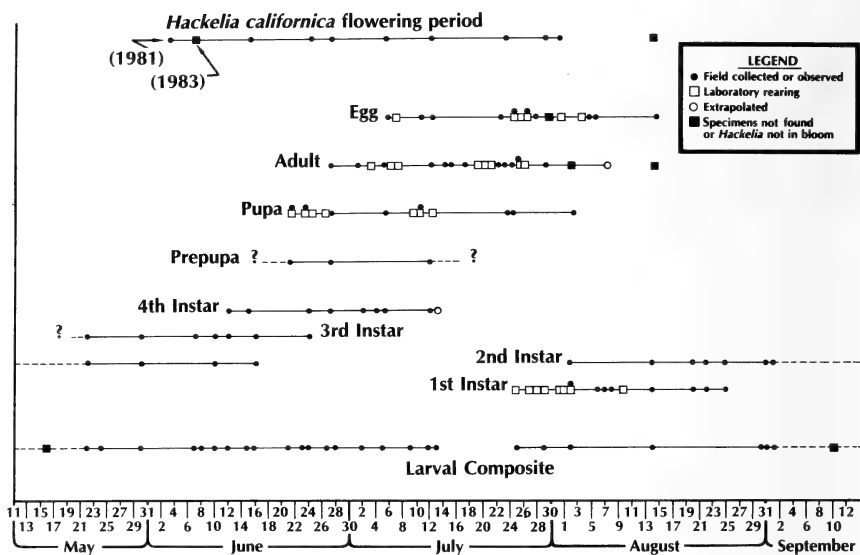 Hackelia californica flowering period
(1981)
(1983)
LEGEND
Field collected or observed
Laboratory rearing
Extrapolated
Specimens not found
or Hackelia not in bloom
Egg
Adult
Pupa
Prepupa ? ?
4th Instar
? 3rd Instar
2nd Instar
1st Instar
Larval Composite
11 15 19 23 27 31 4 8 12 16 20 24 28 2 6 10 14 18 22 26 30 3 7 11 15 19 23 27 31 4 8 12
13 17 21 25 29 2 6 10 14 18 22 26 30 4 8 12 16 20 24 28 1 5 9 13 17 21 25 29 2 6 10
May June July August September